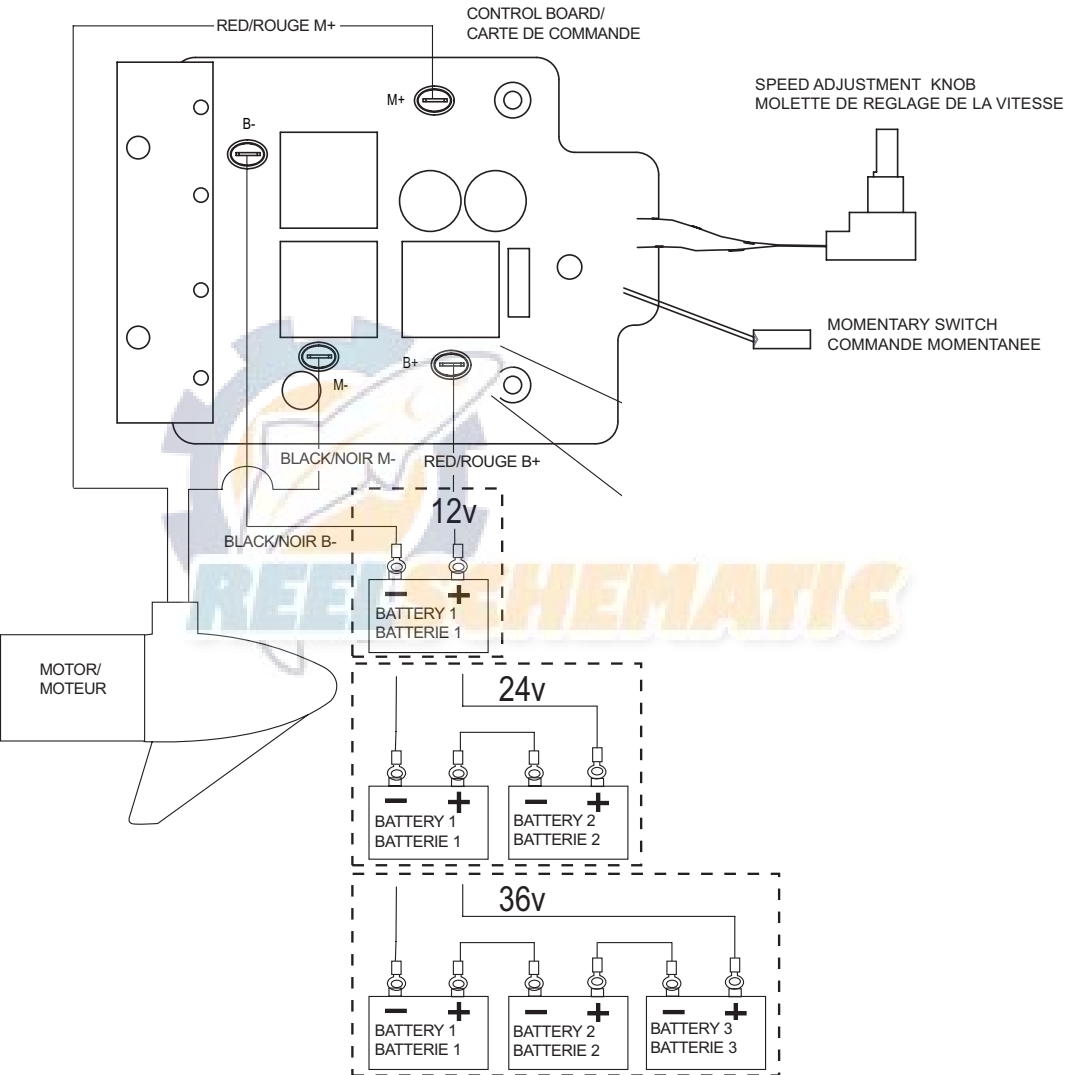 RED/ROUGE M+
CONTROL BOARD/
CARTE DE COMMANDE
SPEED ADJUSTMENT KNOB
MOLETTE DE REGLAGE DE LA VITESSE
M+
B-
MOMENTARY SWITCH
COMMANDE MOMENTANEE
B+
M-
BLACK/NOIR M-
RED/ROUGE B+
12v
BLACK/NOIR B-
REELSCHEMATIC
- +
BATTERY 1
BATTERIE 1
MOTOR/
MOTEUR
24v
- + - +
BATTERY 1
BATTERIE 1
BATTERY 2
BATTERIE 2
36v
- + - + - +
BATTERY 1
BATTERIE 1
BATTERY 2
BATTERIE 2
BATTERY 3
BATTERIE 3